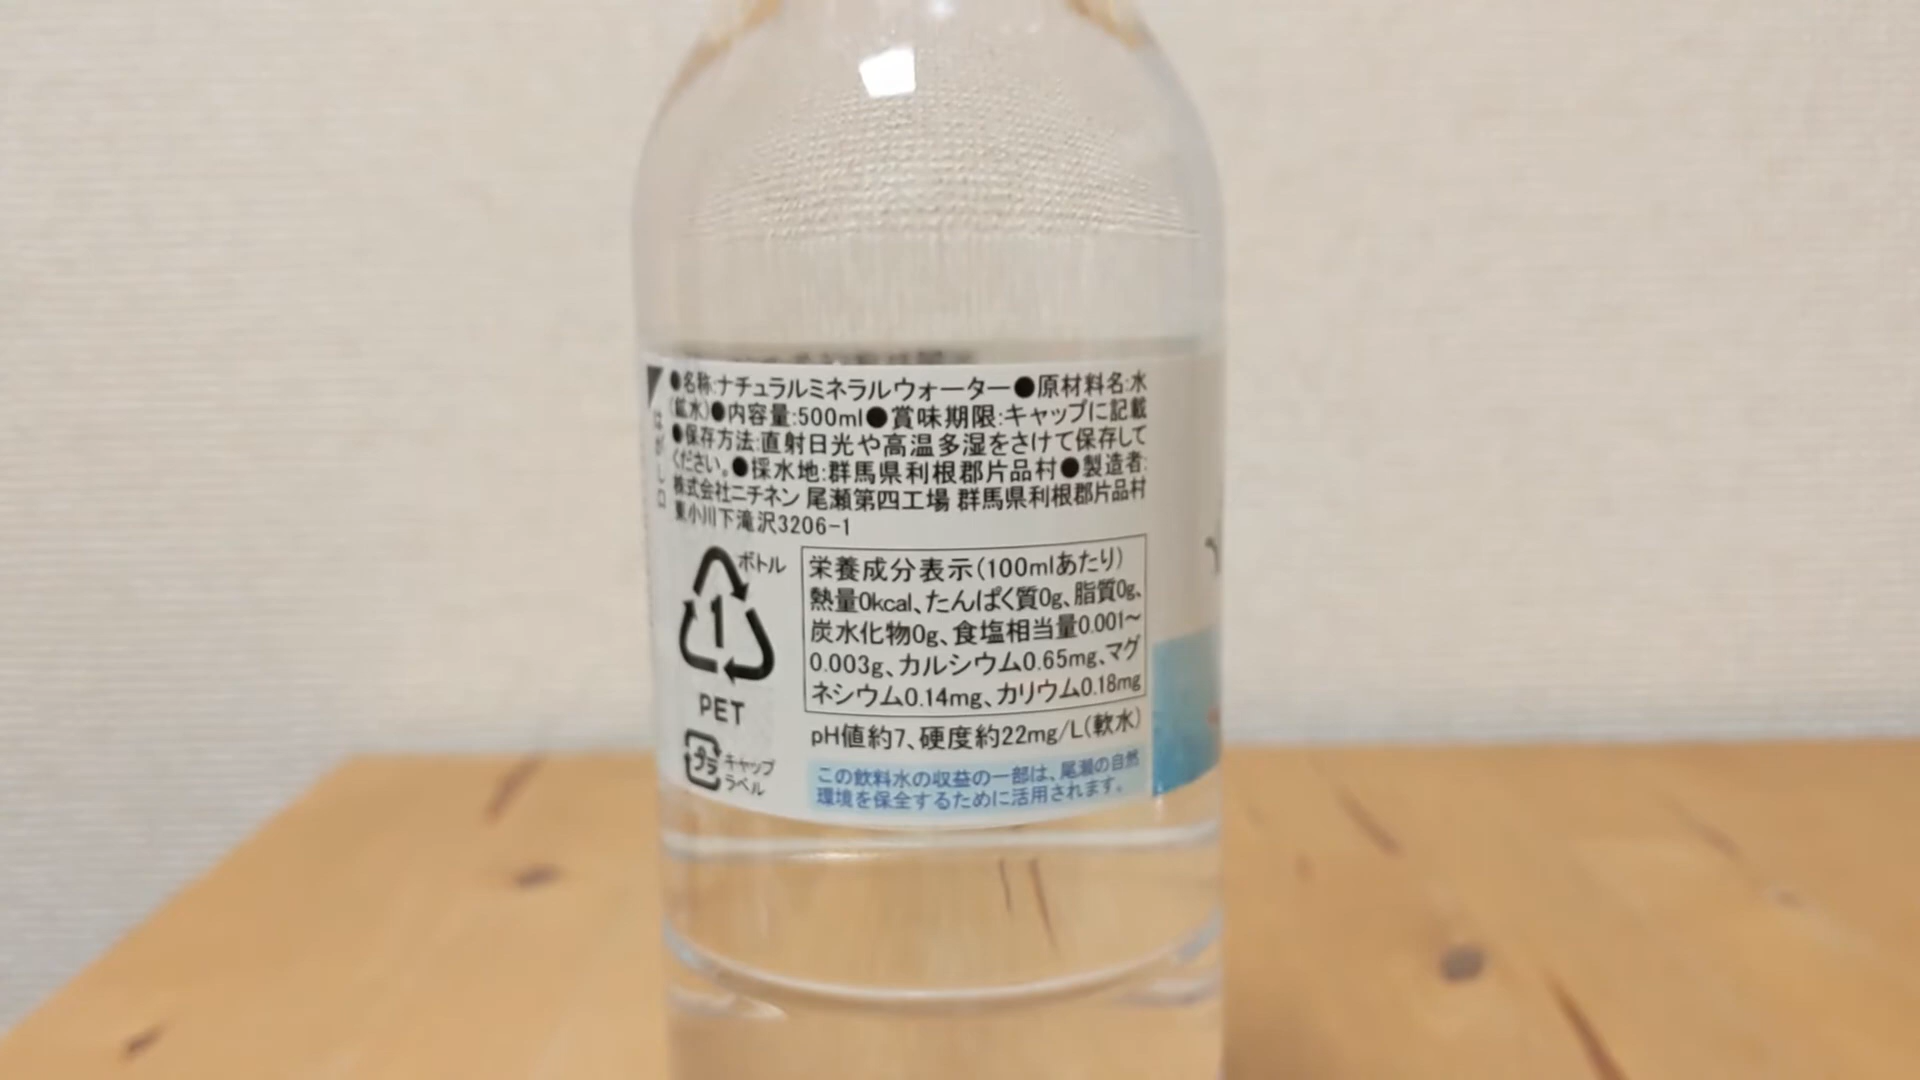 ●名称:ナチュラルミネラルウォーター●原材料名:水
(鉱水)●内容量:500ml●賞味期限:キャップに記載
●保存方法:直射日光や高温多湿をさけて保存して
ください。●採水地:群馬県利根郡片品村●製造者:
株式会社ニチネン 尾瀬第四工場 群馬県利根郡片品村
東小川下滝沢3206-1
はがし口
ボトル
1
PET
プラ
キャップ
ラベル
栄養成分表示(100mlあたり)
熱量0kcal、たんぱく質0g、脂質0g、
炭水化物0g、食塩相当量0.001~
0.003g、カルシウム0.65mg、マグ
ネシウム0.14mg、カリウム0.18mg
pH値約7、硬度約22mg/L(軟水)
この飲料水の収益の一部は、尾瀬の自然
環境を保全するために活用されます。